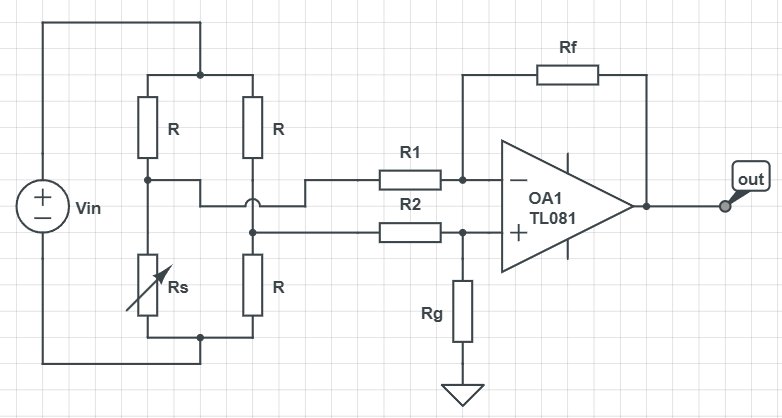 Rf
R
R
R1
out
+
−
Vin
R2
−
OA1
TL081
+
Rs
R
Rg